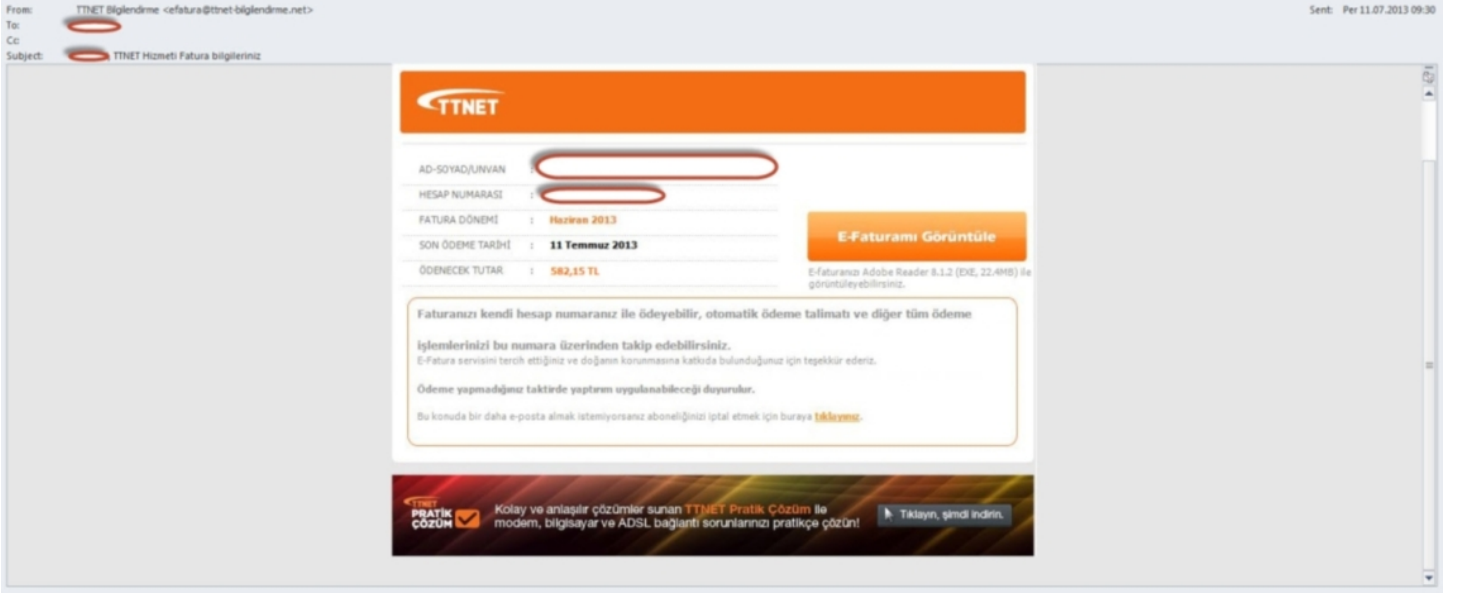 From: TTNET Bilgilendirme <efatura@ttnet-bilgilendirme.net>
Sent: Per 11.07.2013 09:30
To:
Cc:
Subject: TTNET Hizmeti Fatura bilgileriniz
TTNET
AD-SOYAD/UNVAN :
HESAP NUMARASI :
FATURA DÖNEMİ : Haziran 2013
SON ÖDEME TARİHİ : 11 Temmuz 2013
ÖDENECEK TUTAR : 582,15 TL
E-Faturamı Görüntüle
E-faturanızı Adobe Reader 8.1.2 (EXE, 22.4MB) ile
görüntüleyebilirsiniz.
Faturanızı kendi hesap numaranız ile ödeyebilir, otomatik ödeme talimatı ve diğer tüm ödeme
işlemlerinizi bu numara üzerinden takip edebilirsiniz.
E-Fatura servisini tercih ettiğiniz ve doğanın korunmasına katkıda bulunduğunuz için teşekkür ederiz.
Ödeme yapmadığınız taktirde yaptırım uygulanabileceği duyurulur.
Bu konuda bir daha e-posta almak istemiyorsanız aboneliğinizi iptal etmek için buraya tıklayınız.
TTNET
PRATİK
ÇÖZÜM
Kolay ve anlaşılır çözümler sunan TTNET Pratik Çözüm ile
modem, bilgisayar ve ADSL bağlantı sorunlarınızı pratikçe çözün!
Tıklayın, şimdi indirin.